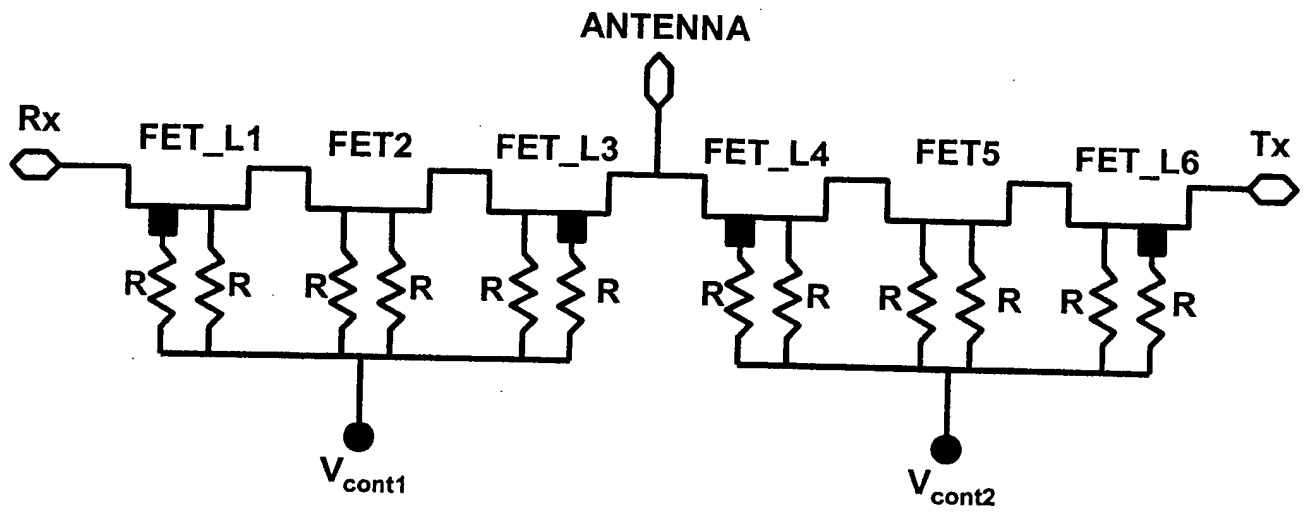 ANTENNA
Rx
FET_L1
FET2
FET_L3
FET_L4
FET5
FET_L6
Tx
R
R
R
R
R
R
R
R
R
R
R
R
Vcont1
Vcont2